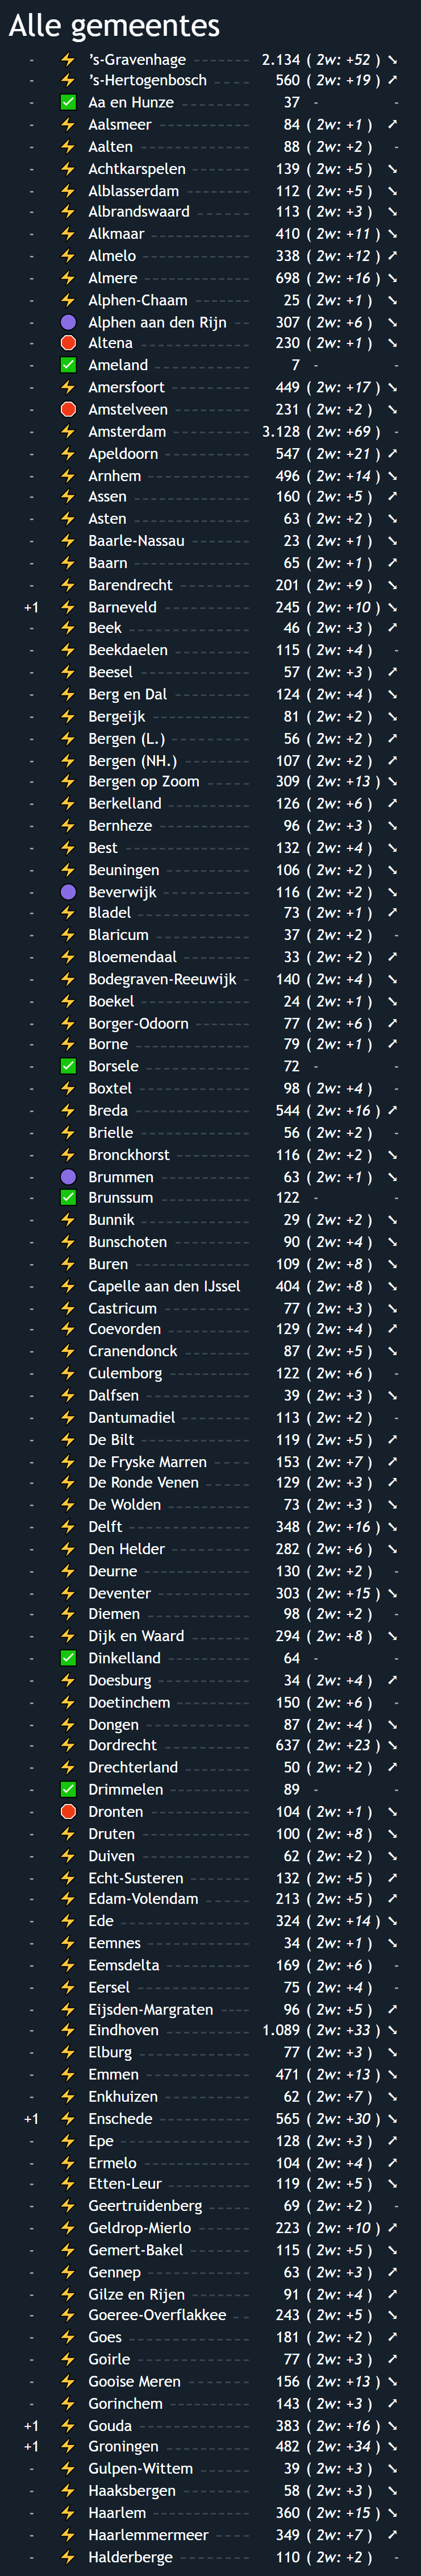 Alle gemeentes
- ⚡ ’s-Gravenhage 2.134 ( 2w: +52 ) ➘
- ⚡ ’s-Hertogenbosch 560 ( 2w: +19 ) ➚
- ✅ Aa en Hunze 37 - -
- ⚡ Aalsmeer 84 ( 2w: +1 ) ➚
- ⚡ Aalten 88 ( 2w: +2 ) -
- ⚡ Achtkarspelen 139 ( 2w: +5 ) ➘
- ⚡ Alblasserdam 112 ( 2w: +5 ) ➘
- ⚡ Albrandswaard 113 ( 2w: +3 ) ➘
- ⚡ Alkmaar 410 ( 2w: +11 ) ➘
- ⚡ Almelo 338 ( 2w: +12 ) ➚
- ⚡ Almere 698 ( 2w: +16 ) ➘
- ⚡ Alphen-Chaam 25 ( 2w: +1 ) ➘
- 🟣 Alphen aan den Rijn 307 ( 2w: +6 ) ➘
- 🛑 Altena 230 ( 2w: +1 ) ➘
- ✅ Ameland 7 - -
- ⚡ Amersfoort 449 ( 2w: +17 ) ➘
- 🛑 Amstelveen 231 ( 2w: +2 ) ➘
- ⚡ Amsterdam 3.128 ( 2w: +69 ) -
- ⚡ Apeldoorn 547 ( 2w: +21 ) ➚
- ⚡ Arnhem 496 ( 2w: +14 ) ➘
- ⚡ Assen 160 ( 2w: +5 ) ➚
- ⚡ Asten 63 ( 2w: +2 ) ➘
- ⚡ Baarle-Nassau 23 ( 2w: +1 ) ➘
- ⚡ Baarn 65 ( 2w: +1 ) ➚
- ⚡ Barendrecht 201 ( 2w: +9 ) ➘
+1 ⚡ Barneveld 245 ( 2w: +10 ) ➘
- ⚡ Beek 46 ( 2w: +3 ) ➚
- ⚡ Beekdaelen 115 ( 2w: +4 ) -
- ⚡ Beesel 57 ( 2w: +3 ) ➚
- ⚡ Berg en Dal 124 ( 2w: +4 ) ➘
- ⚡ Bergeijk 81 ( 2w: +2 ) ➘
- ⚡ Bergen (L.) 56 ( 2w: +2 ) ➚
- ⚡ Bergen (NH.) 107 ( 2w: +2 ) ➚
- ⚡ Bergen op Zoom 309 ( 2w: +13 ) ➘
- ⚡ Berkelland 126 ( 2w: +6 ) ➚
- ⚡ Bernheze 96 ( 2w: +3 ) ➘
- ⚡ Best 132 ( 2w: +4 ) ➘
- ⚡ Beuningen 106 ( 2w: +2 ) ➘
- 🟣 Beverwijk 116 ( 2w: +2 ) ➘
- ⚡ Bladel 73 ( 2w: +1 ) ➚
- ⚡ Blaricum 37 ( 2w: +2 ) -
- ⚡ Bloemendaal 33 ( 2w: +2 ) ➚
- ⚡ Bodegraven-Reeuwijk 140 ( 2w: +4 ) ➘
- ⚡ Boekel 24 ( 2w: +1 ) ➘
- ⚡ Borger-Odoorn 77 ( 2w: +6 ) ➚
- ⚡ Borne 79 ( 2w: +1 ) ➚
- ✅ Borsele 72 - -
- ⚡ Boxtel 98 ( 2w: +4 ) -
- ⚡ Breda 544 ( 2w: +16 ) ➚
- ⚡ Brielle 56 ( 2w: +2 ) -
- ⚡ Bronckhorst 116 ( 2w: +2 ) ➘
- 🟣 Brummen 63 ( 2w: +1 ) ➘
- ✅ Brunssum 122 - -
- ⚡ Bunnik 29 ( 2w: +2 ) ➘
- ⚡ Bunschoten 90 ( 2w: +4 ) ➘
- ⚡ Buren 109 ( 2w: +8 ) ➘
- ⚡ Capelle aan den IJssel 404 ( 2w: +8 ) ➘
- ⚡ Castricum 77 ( 2w: +3 ) ➘
- ⚡ Coevorden 129 ( 2w: +4 ) ➚
- ⚡ Cranendonck 87 ( 2w: +5 ) ➘
- ⚡ Culemborg 122 ( 2w: +6 ) -
- ⚡ Dalfsen 39 ( 2w: +3 ) ➘
- ⚡ Dantumadiel 113 ( 2w: +2 ) -
- ⚡ De Bilt 119 ( 2w: +5 ) ➚
- ⚡ De Fryske Marren 153 ( 2w: +7 ) ➚
- ⚡ De Ronde Venen 129 ( 2w: +3 ) ➚
- ⚡ De Wolden 73 ( 2w: +3 ) ➘
- ⚡ Delft 348 ( 2w: +16 ) ➘
- ⚡ Den Helder 282 ( 2w: +6 ) ➘
- ⚡ Deurne 130 ( 2w: +2 ) -
- ⚡ Deventer 303 ( 2w: +15 ) ➘
- ⚡ Diemen 98 ( 2w: +2 ) -
- ⚡ Dijk en Waard 294 ( 2w: +8 ) ➘
- ✅ Dinkelland 64 - -
- ⚡ Doesburg 34 ( 2w: +4 ) ➚
- ⚡ Doetinchem 150 ( 2w: +6 ) -
- ⚡ Dongen 87 ( 2w: +4 ) ➘
- ⚡ Dordrecht 637 ( 2w: +23 ) ➘
- ⚡ Drechterland 50 ( 2w: +2 ) ➚
- ✅ Drimmelen 89 - -
- 🛑 Dronten 104 ( 2w: +1 ) ➘
- ⚡ Druten 100 ( 2w: +8 ) ➘
- ⚡ Duiven 62 ( 2w: +2 ) ➘
- ⚡ Echt-Susteren 132 ( 2w: +5 ) ➚
- ⚡ Edam-Volendam 213 ( 2w: +5 ) ➚
- ⚡ Ede 324 ( 2w: +14 ) ➘
- ⚡ Eemnes 34 ( 2w: +1 ) ➘
- ⚡ Eemsdelta 169 ( 2w: +6 ) -
- ⚡ Eersel 75 ( 2w: +4 ) -
- ⚡ Eijsden-Margraten 96 ( 2w: +5 ) ➚
- ⚡ Eindhoven 1.089 ( 2w: +33 ) ➘
- ⚡ Elburg 77 ( 2w: +3 ) ➘
- ⚡ Emmen 471 ( 2w: +13 ) ➘
- ⚡ Enkhuizen 62 ( 2w: +7 ) ➘
+1 ⚡ Enschede 565 ( 2w: +30 ) ➘
- ⚡ Epe 128 ( 2w: +3 ) ➚
- ⚡ Ermelo 104 ( 2w: +4 ) ➚
- ⚡ Etten-Leur 119 ( 2w: +5 ) ➘
- ⚡ Geertruidenberg 69 ( 2w: +2 ) -
- ⚡ Geldrop-Mierlo 223 ( 2w: +10 ) ➚
- ⚡ Gemert-Bakel 115 ( 2w: +5 ) ➘
- ⚡ Gennep 63 ( 2w: +3 ) ➚
- ⚡ Gilze en Rijen 91 ( 2w: +4 ) ➚
- ⚡ Goeree-Overflakkee 243 ( 2w: +5 ) ➘
- ⚡ Goes 181 ( 2w: +2 ) ➚
- ⚡ Goirle 77 ( 2w: +3 ) ➚
- ⚡ Gooise Meren 156 ( 2w: +13 ) ➘
- ⚡ Gorinchem 143 ( 2w: +3 ) ➚
+1 ⚡ Gouda 383 ( 2w: +16 ) ➘
+1 ⚡ Groningen 482 ( 2w: +34 ) ➘
- ⚡ Gulpen-Wittem 39 ( 2w: +3 ) ➘
- ⚡ Haaksbergen 58 ( 2w: +3 ) ➘
- ⚡ Haarlem 360 ( 2w: +15 ) ➘
- ⚡ Haarlemmermeer 349 ( 2w: +7 ) ➚
- ⚡ Halderberge 110 ( 2w: +2 ) -